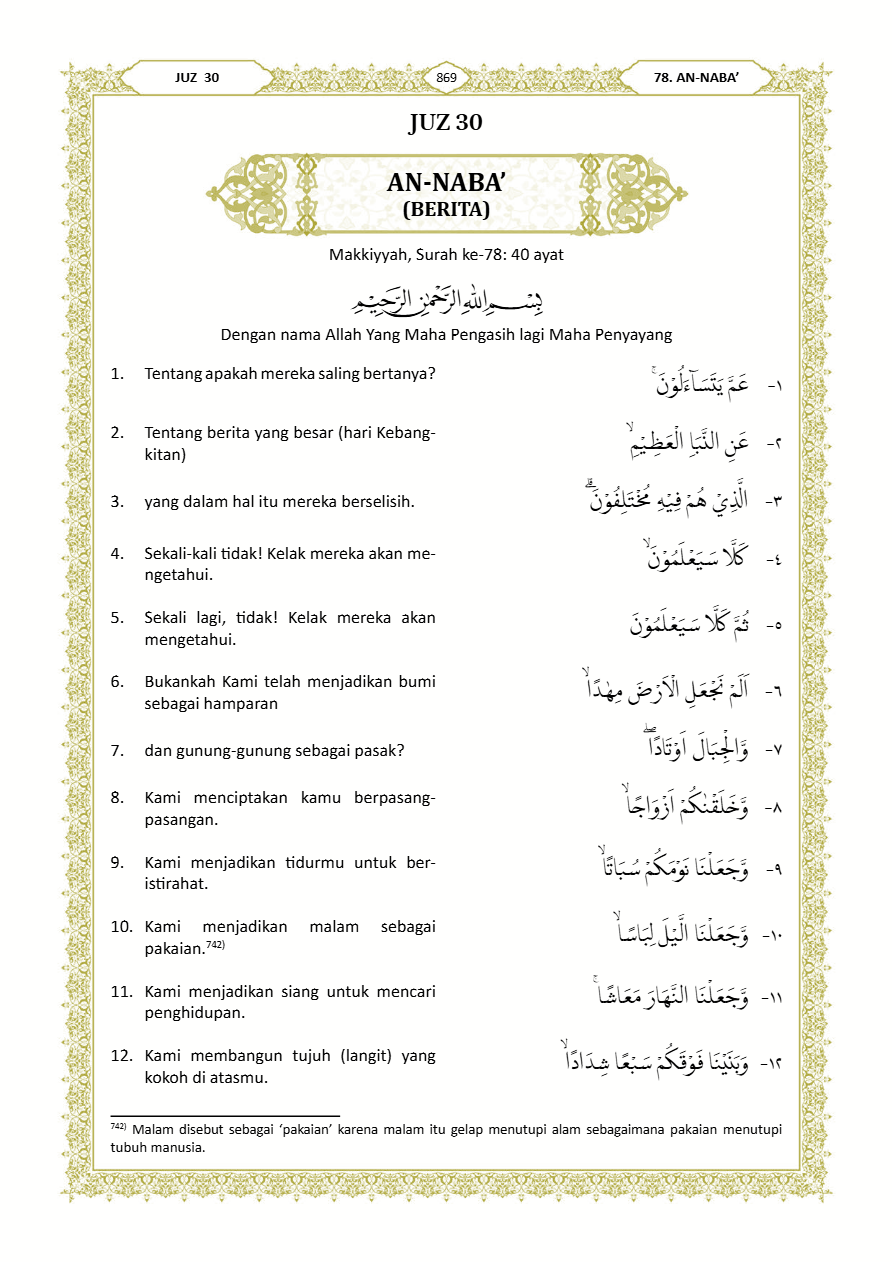 JUZ 30
869
78. AN-NABA’
JUZ 30
AN-NABA’
(BERITA)
Makkiyyah, Surah ke-78: 40 ayat
بِسْمِ اللّٰهِ الرَّحْمٰنِ الرَّحِيْمِ
Dengan nama Allah Yang Maha Pengasih lagi Maha Penyayang
1. Tentang apakah mereka saling bertanya?
١- عَمَّ يَتَسَاۤءَلُوْنَۚ
2. Tentang berita yang besar (hari Kebang-
kitan)
٢- عَنِ النَّبَاِ الْعَظِيْمِۙ
3. yang dalam hal itu mereka berselisih.
٣- الَّذِيْ هُمْ فِيْهِ مُخْتَلِفُوْنَۗ
4. Sekali-kali tidak! Kelak mereka akan me-
ngetahui.
٤- كَلَّا سَيَعْلَمُوْنَۙ
5. Sekali lagi, tidak! Kelak mereka akan
mengetahui.
٥- ثُمَّ كَلَّا سَيَعْلَمُوْنَ
6. Bukankah Kami telah menjadikan bumi
sebagai hamparan
٦- اَلَمْ نَجْعَلِ الْاَرْضَ مِهٰدًاۙ
7. dan gunung-gunung sebagai pasak?
٧- وَّالْجِبَالَ اَوْتَادًاۖ
8. Kami menciptakan kamu berpasang-
pasangan.
٨- وَّخَلَقْنٰكُمْ اَزْوَاجًاۙ
9. Kami menjadikan tidurmu untuk ber-
istirahat.
٩- وَّجَعَلْنَا نَوْمَكُمْ سُبَاتًاۙ
10. Kami menjadikan malam sebagai
pakaian.742)
١٠- وَّجَعَلْنَا الَّيْلَ لِبَاسًاۙ
11. Kami menjadikan siang untuk mencari
penghidupan.
١١- وَّجَعَلْنَا النَّهَارَ مَعَاشًاۚ
12. Kami membangun tujuh (langit) yang
kokoh di atasmu.
١٢- وَبَنَيْنَا فَوْقَكُمْ سَبْعًا شِدَادًاۙ
742) Malam disebut sebagai ‘pakaian’ karena malam itu gelap menutupi alam sebagaimana pakaian menutupi
tubuh manusia.